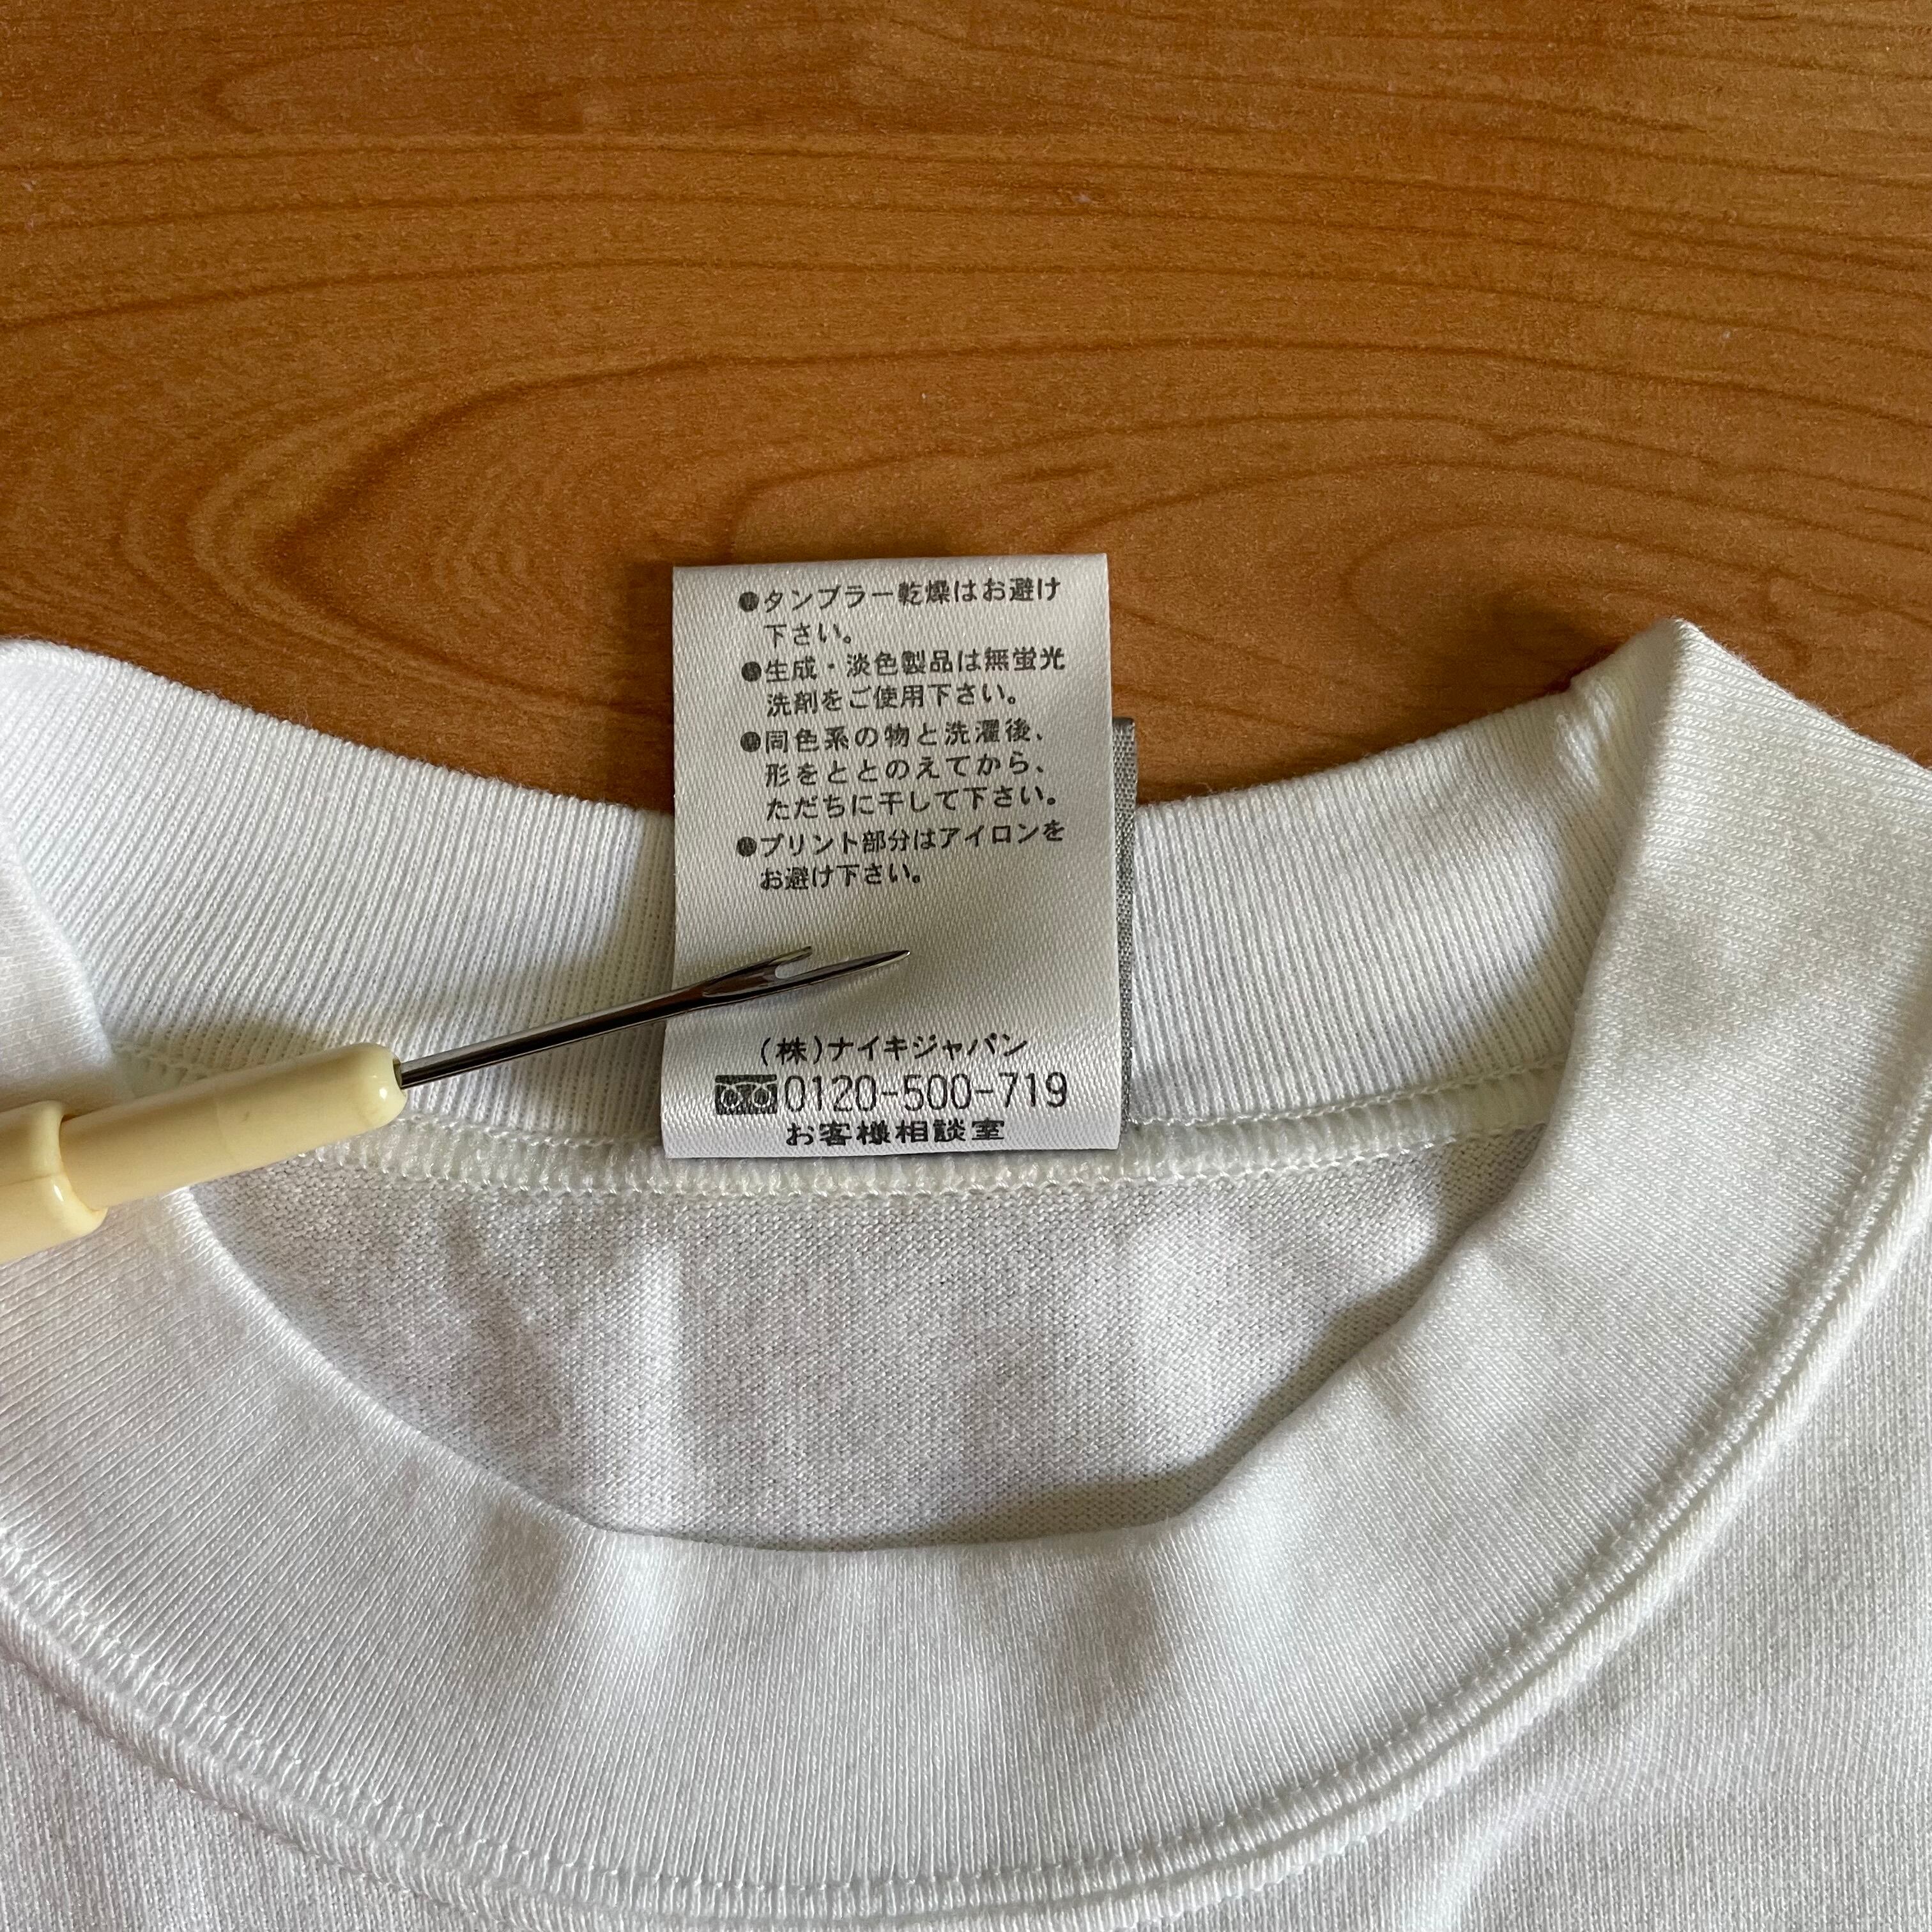 ●タンブラー乾燥はお避け
下さい。
●生成・淡色製品は無蛍光
洗剤をご使用下さい。
●同色系の物と洗濯後、
形をととのえてから、
ただちに干して下さい。
●プリント部分はアイロンを
お避け下さい。
(株)ナイキジャパン
0120-500-719
お客様相談室